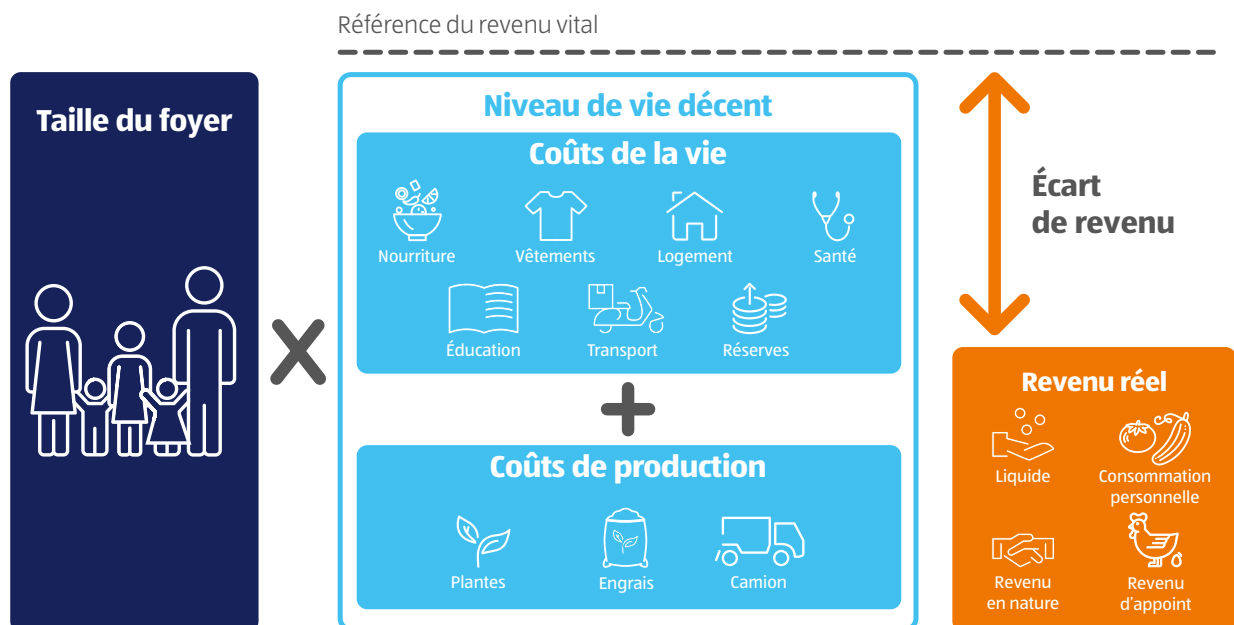 Référence du revenu vital
Taille du foyer
Niveau de vie décent
Coûts de la vie
Nourriture
Vêtements
Logement
Santé
Éducation
Transport
Réserves
Coûts de production
Plantes
Engrais
Camion
Écart
de revenu
Revenu réel
Liquide
Consommation
personnelle
Revenu
en nature
Revenu
d'appoint